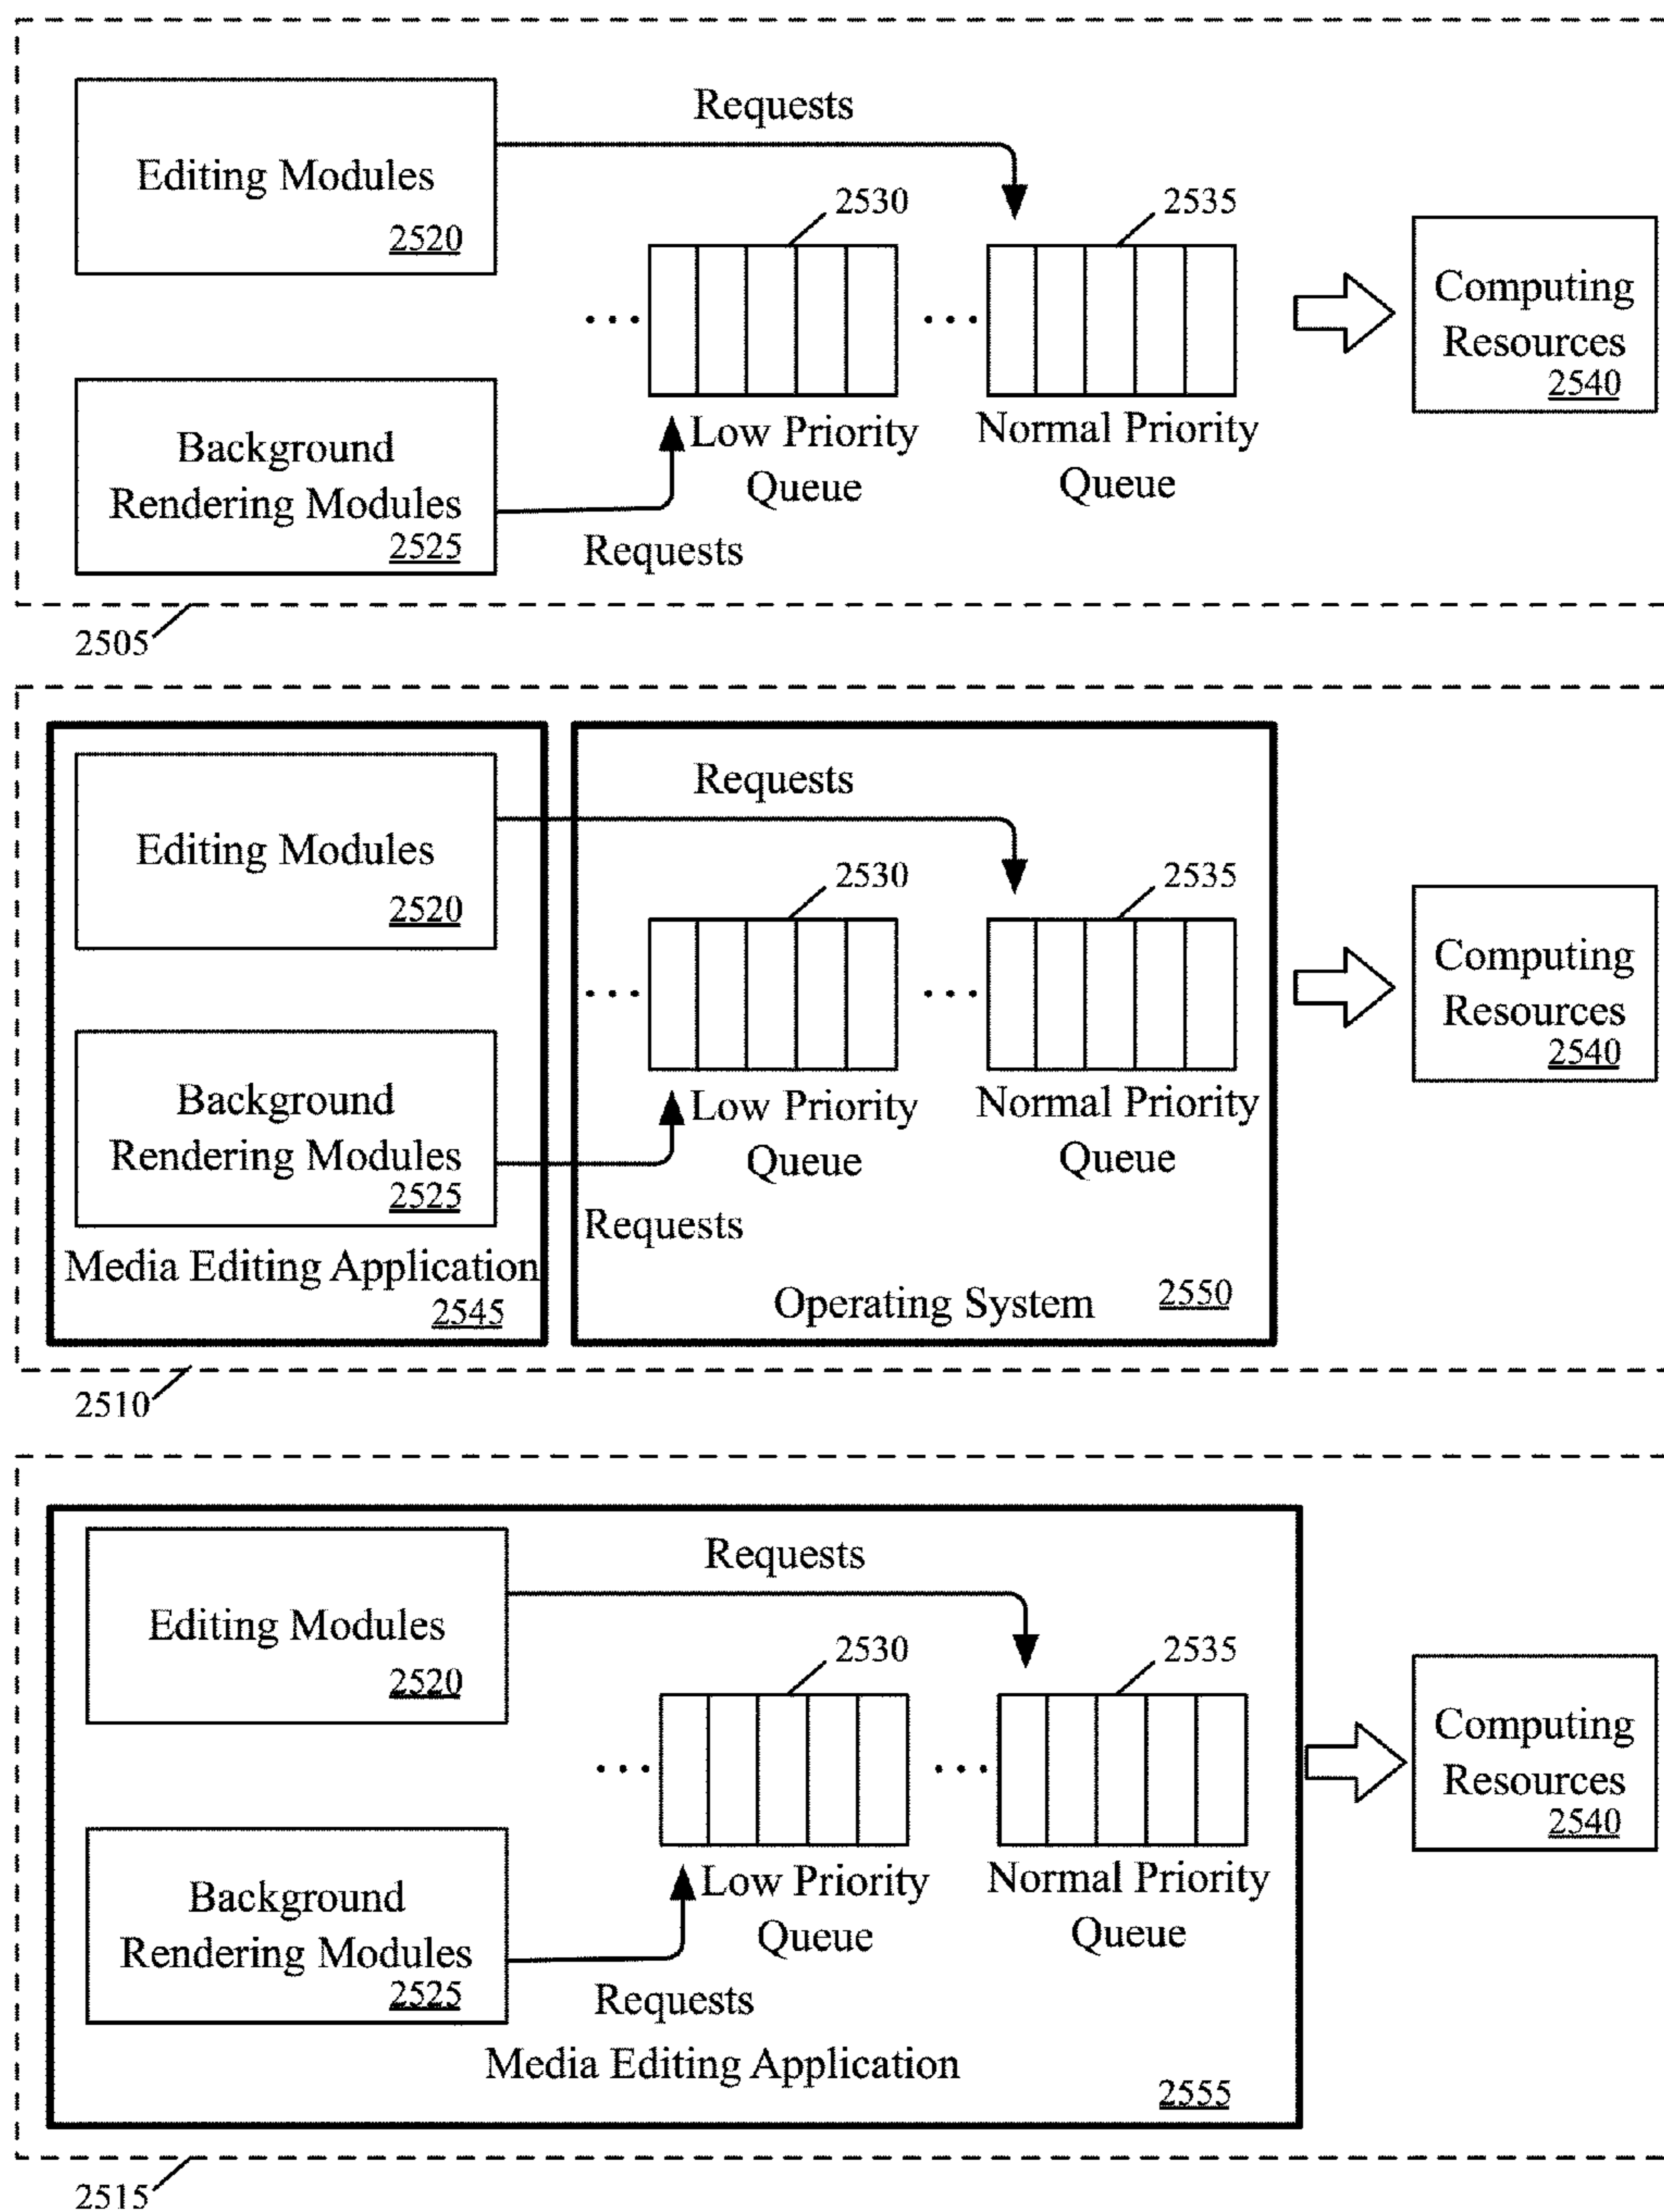 Requests
Editing Modules
2520
2530
2535
Computing
Resources
2540
Low Priority
Queue
Normal Priority
Queue
Background
Rendering Modules
2525
Requests
2505
Requests
Editing Modules
2520
2530
2535
Computing
Resources
2540
Low Priority
Queue
Normal Priority
Queue
Background
Rendering Modules
2525
Requests
Media Editing Application
2545
Operating System
2550
2510
Requests
Editing Modules
2520
2530
2535
Computing
Resources
2540
Low Priority
Queue
Normal Priority
Queue
Background
Rendering Modules
2525
Requests
Media Editing Application
2555
2515